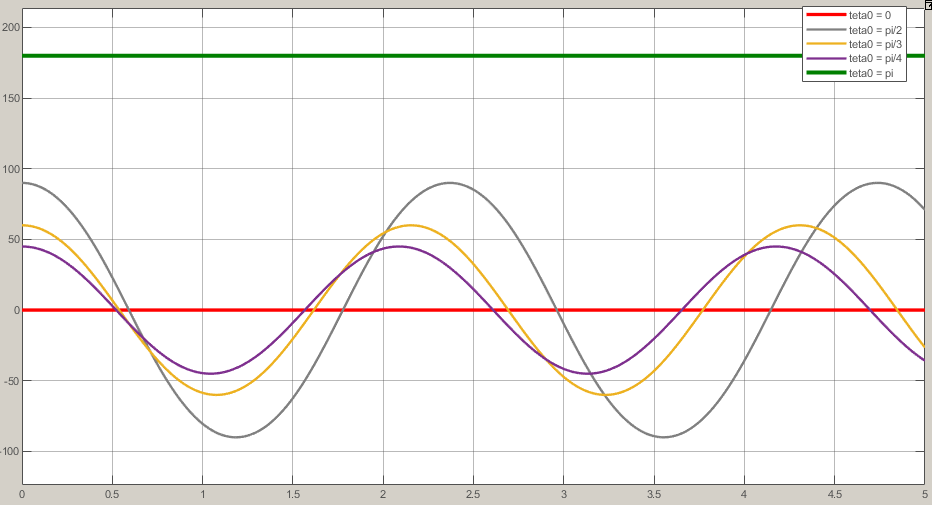 teta0 = 0
teta0 = pi/2
teta0 = pi/3
teta0 = pi/4
teta0 = pi
200
150
100
50
0
-50
-100
0 0.5 1 1.5 2 2.5 3 3.5 4 4.5 5